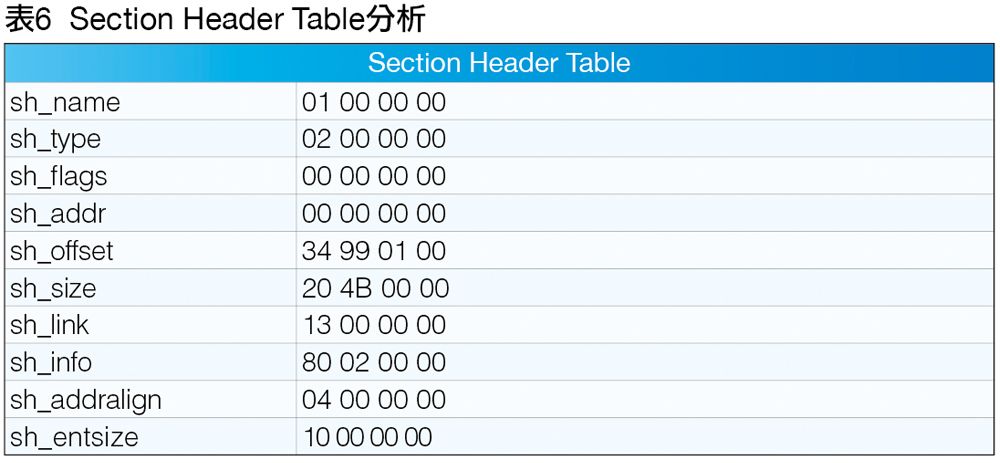 表6 Section Header Table分析
Section Header Table
sh_name 01 00 00 00
sh_type 02 00 00 00
sh_flags 00 00 00 00
sh_addr 00 00 00 00
sh_offset 34 99 01 00
sh_size 20 4B 00 00
sh_link 13 00 00 00
sh_info 80 02 00 00
sh_addralign 04 00 00 00
sh_entsize 10 00 00 00